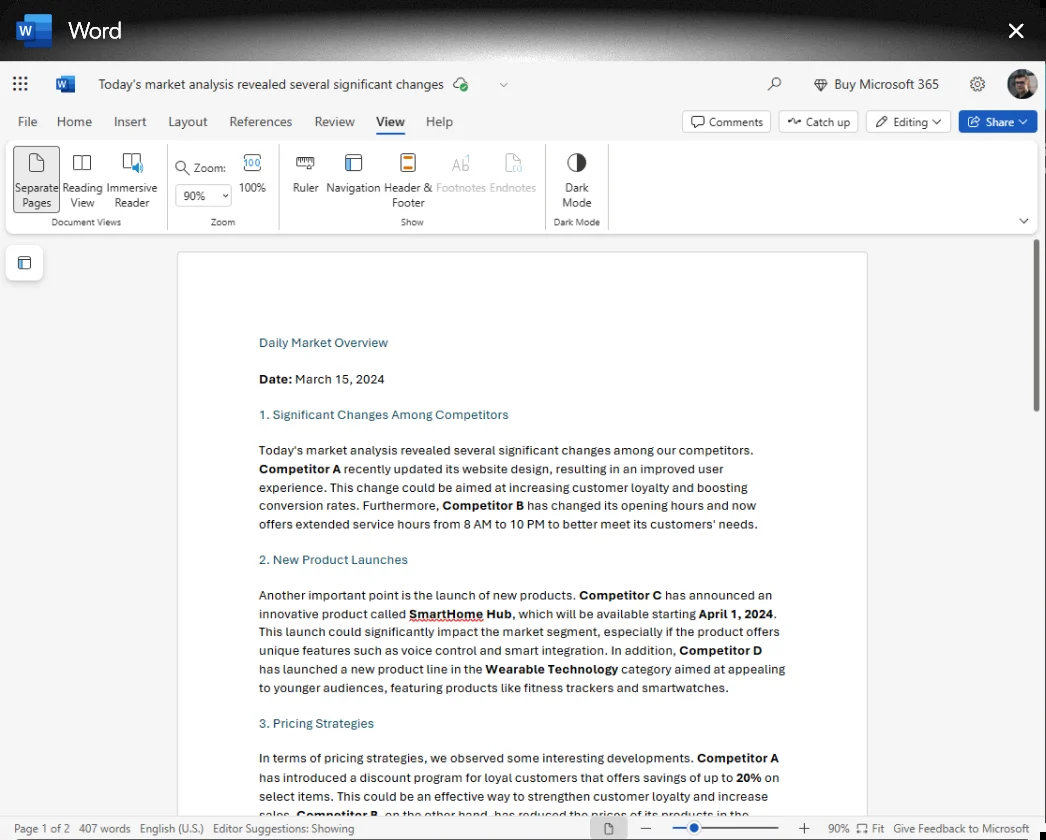 Word
Today's market analysis revealed several significant changes
Buy Microsoft 365
File Home Insert Layout References Review View Help
Comments Catch up Editing Share
Separate Pages
Reading View
Immersive Reader
Document Views
Zoom:
90%
100
100%
Zoom
Ruler Navigation Header & Footer Footnotes Endnotes
Show
Dark Mode
Dark Mode
Daily Market Overview
Date: March 15, 2024
1. Significant Changes Among Competitors
Today's market analysis revealed several significant changes among our competitors.
Competitor A recently updated its website design, resulting in an improved user
experience. This change could be aimed at increasing customer loyalty and boosting
conversion rates. Furthermore, Competitor B has changed its opening hours and now
offers extended service hours from 8 AM to 10 PM to better meet its customers' needs.
2. New Product Launches
Another important point is the launch of new products. Competitor C has announced an
innovative product called SmartHome Hub, which will be available starting April 1, 2024.
This launch could significantly impact the market segment, especially if the product offers
unique features such as voice control and smart integration. In addition, Competitor D
has launched a new product line in the Wearable Technology category aimed at appealing
to younger audiences, featuring products like fitness trackers and smartwatches.
3. Pricing Strategies
In terms of pricing strategies, we observed some interesting developments. Competitor A
has introduced a discount program for loyal customers that offers savings of up to 20% on
select items. This could be an effective way to strengthen customer loyalty and increase
sales. Competitor B, on the other hand, has reduced the prices of its products in the
Page 1 of 2 407 words English (U.S.) Editor Suggestions: Showing 90% Fit Give Feedback to Microsoft